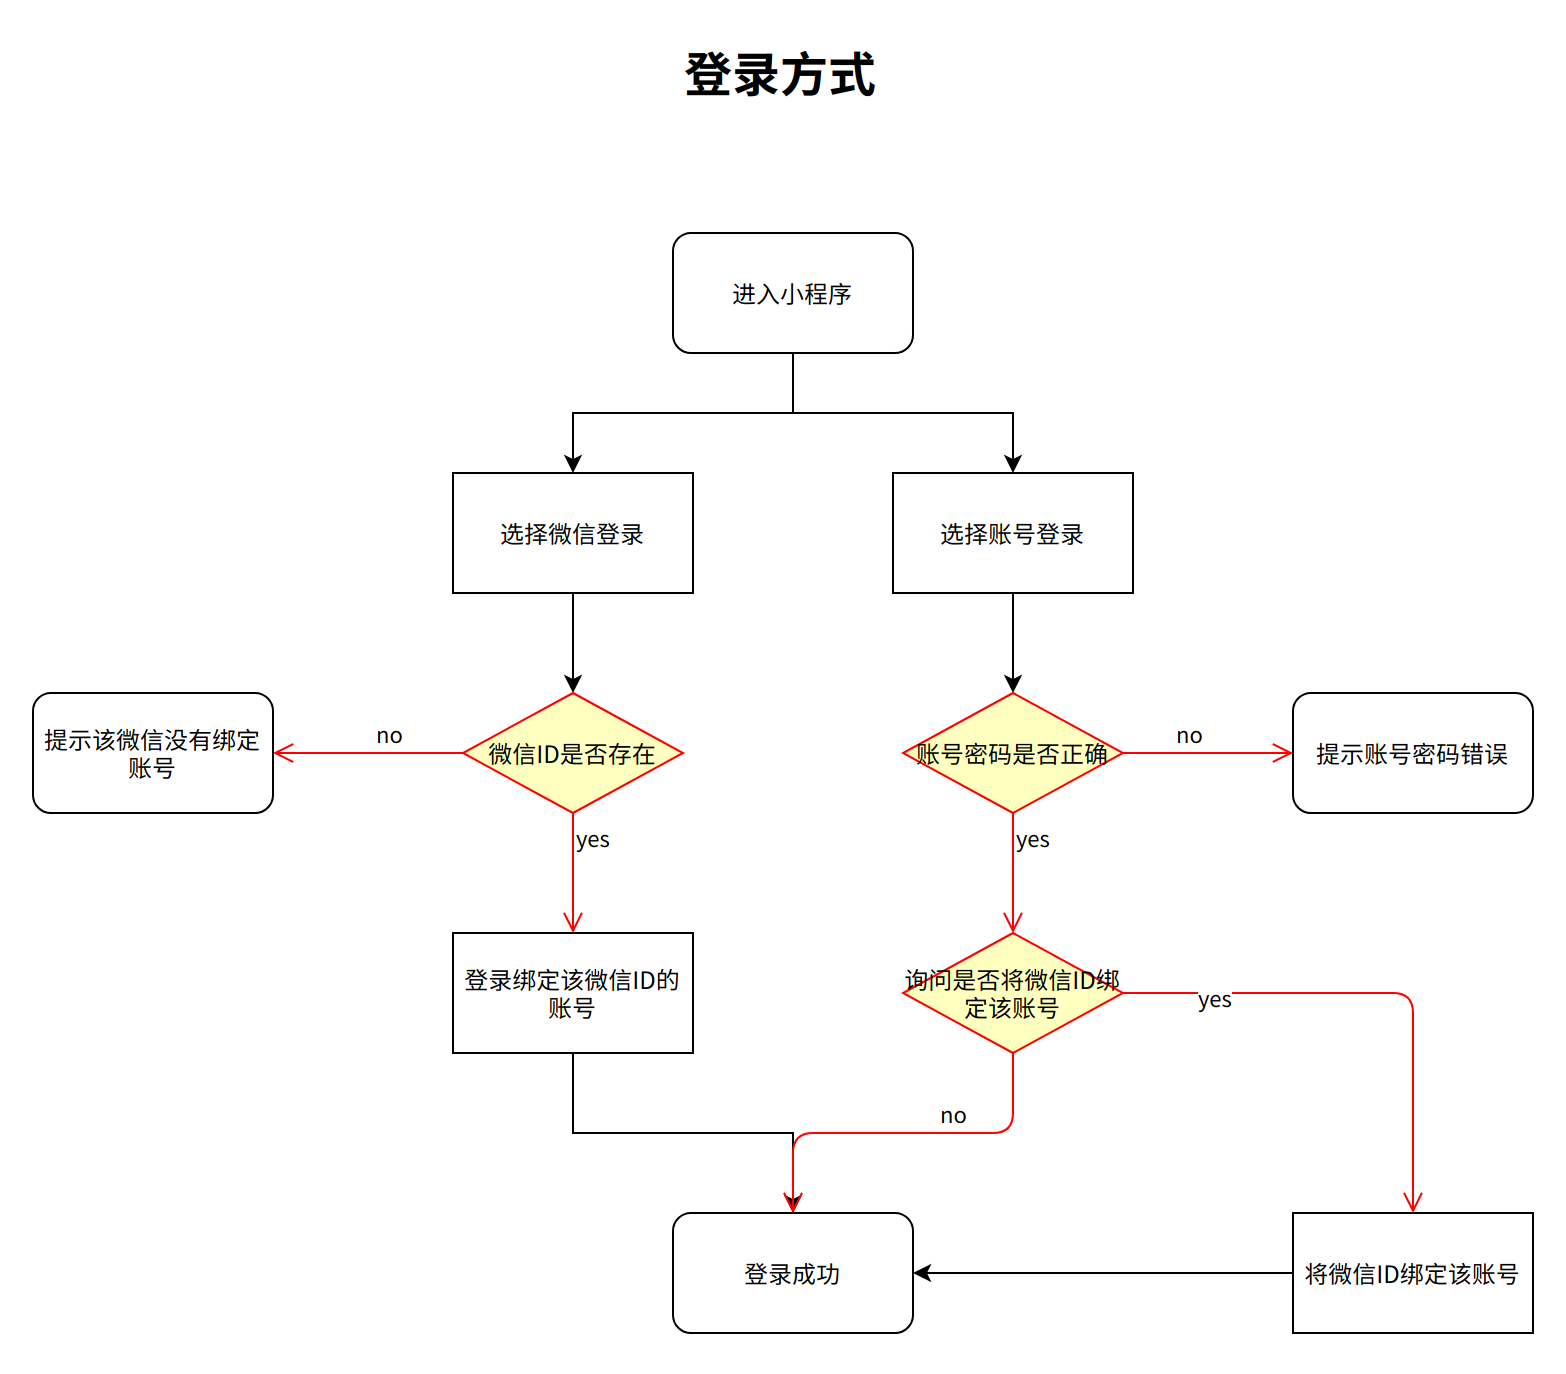 登录方式
进入小程序
选择微信登录
选择账号登录
提示该微信没有绑定
账号
no
微信ID是否存在
账号密码是否正确
no
提示账号密码错误
yes
yes
登录绑定该微信ID的
账号
询问是否将微信ID绑
定该账号
yes
no
登录成功
将微信ID绑定该账号